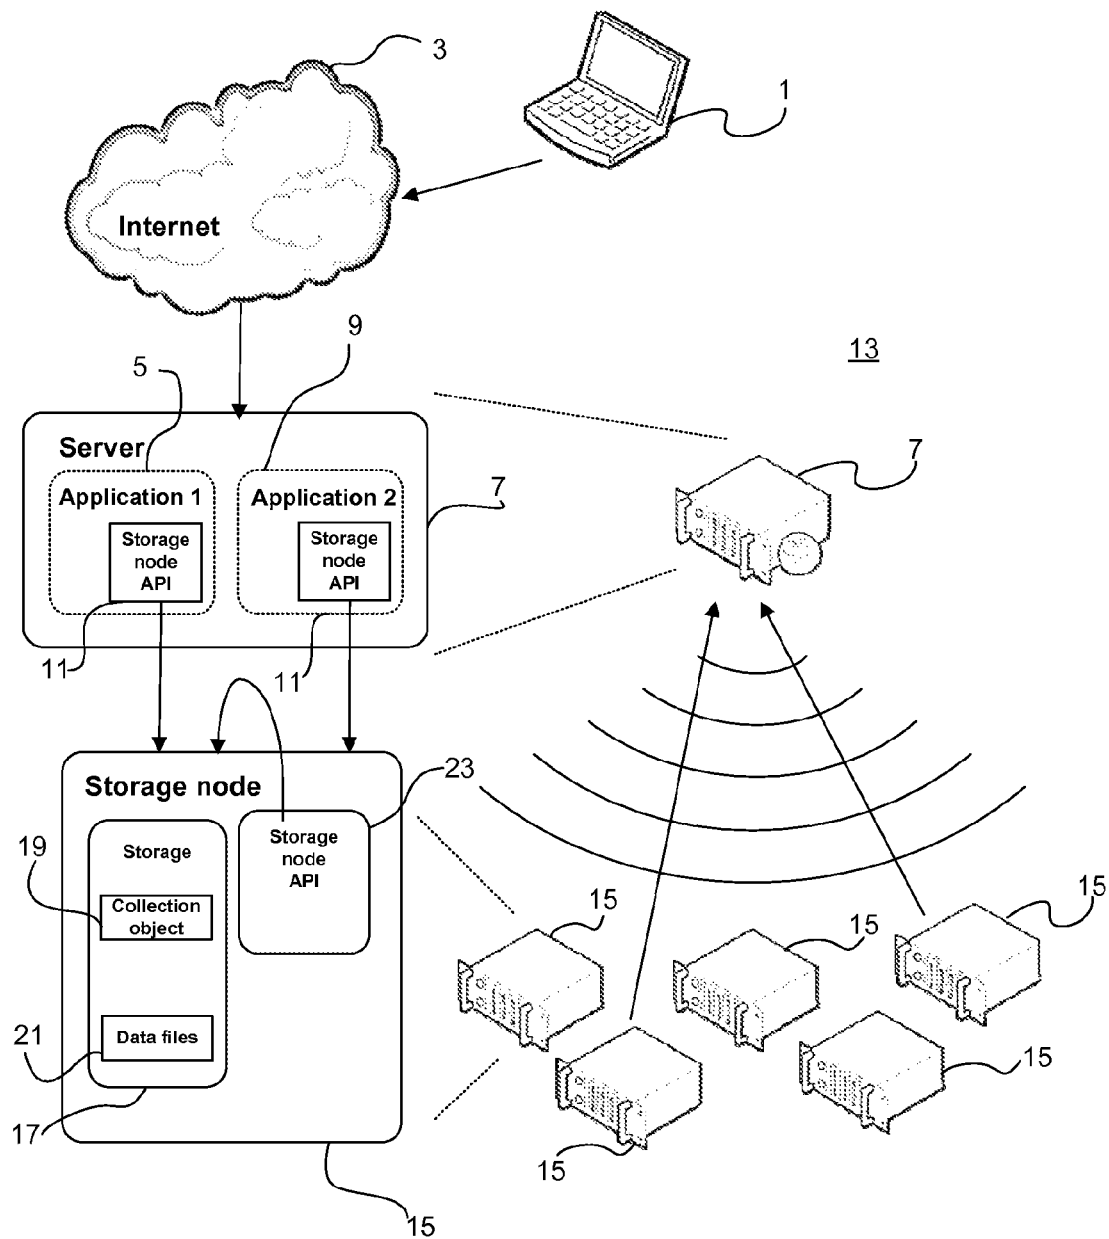 3
1
Internet
5
9
13
Server
Application 1
Storage
node
API
Application 2
Storage
node
API
7
7
11
11
Storage node
23
Storage
Storage
node
API
19
Collection
object
21
Data files
17
15
15
15
15
15
15